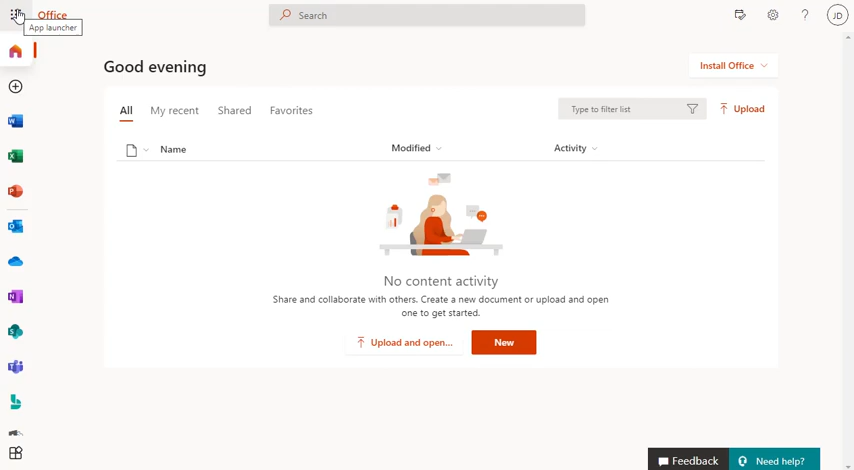 Office
App launcher
Search
JD
Good evening
Install Office
All
My recent
Shared
Favorites
Type to filter list
Upload
Name
Modified
Activity
No content activity
Share and collaborate with others. Create a new document or upload and open
one to get started.
Upload and open...
New
Feedback
Need help?